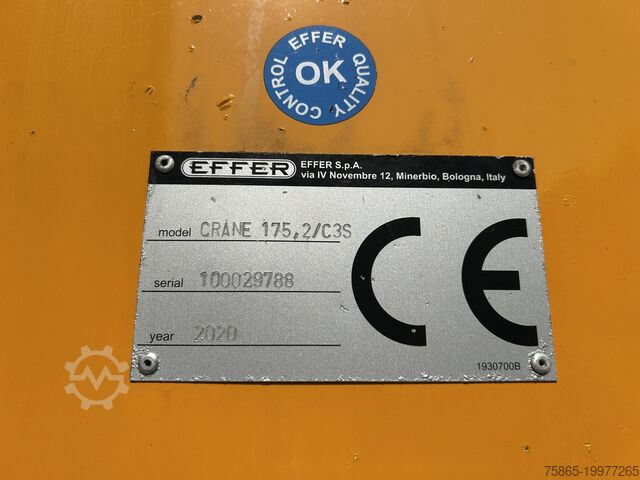 EFFER
QUALITY CONTROL
OK
EFFER
EFFER S.p.A.
via IV Novembre 12, Minerbio, Bologna, Italy
model CRANE 175,2/C3S
serial 100029788
year 2020
CE
1930700B
75865-19977265